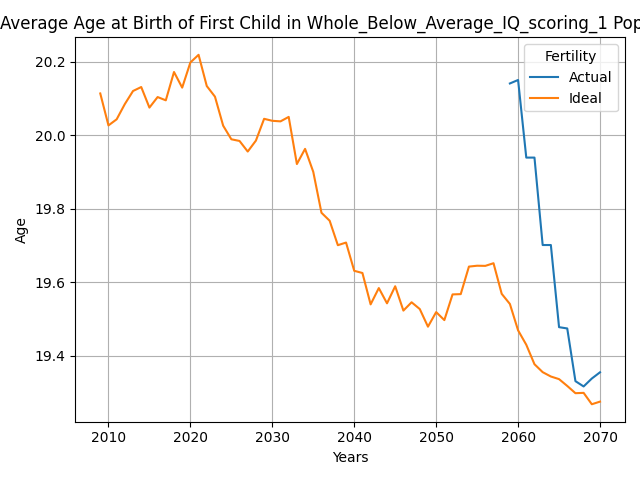 Average Age at Birth of First Child in Whole_Below_Average_IQ_scoring_1 Pop
Fertility
Actual
Ideal
20.2
20.0
19.8
19.6
19.4
Age
2010 2020 2030 2040 2050 2060 2070
Years